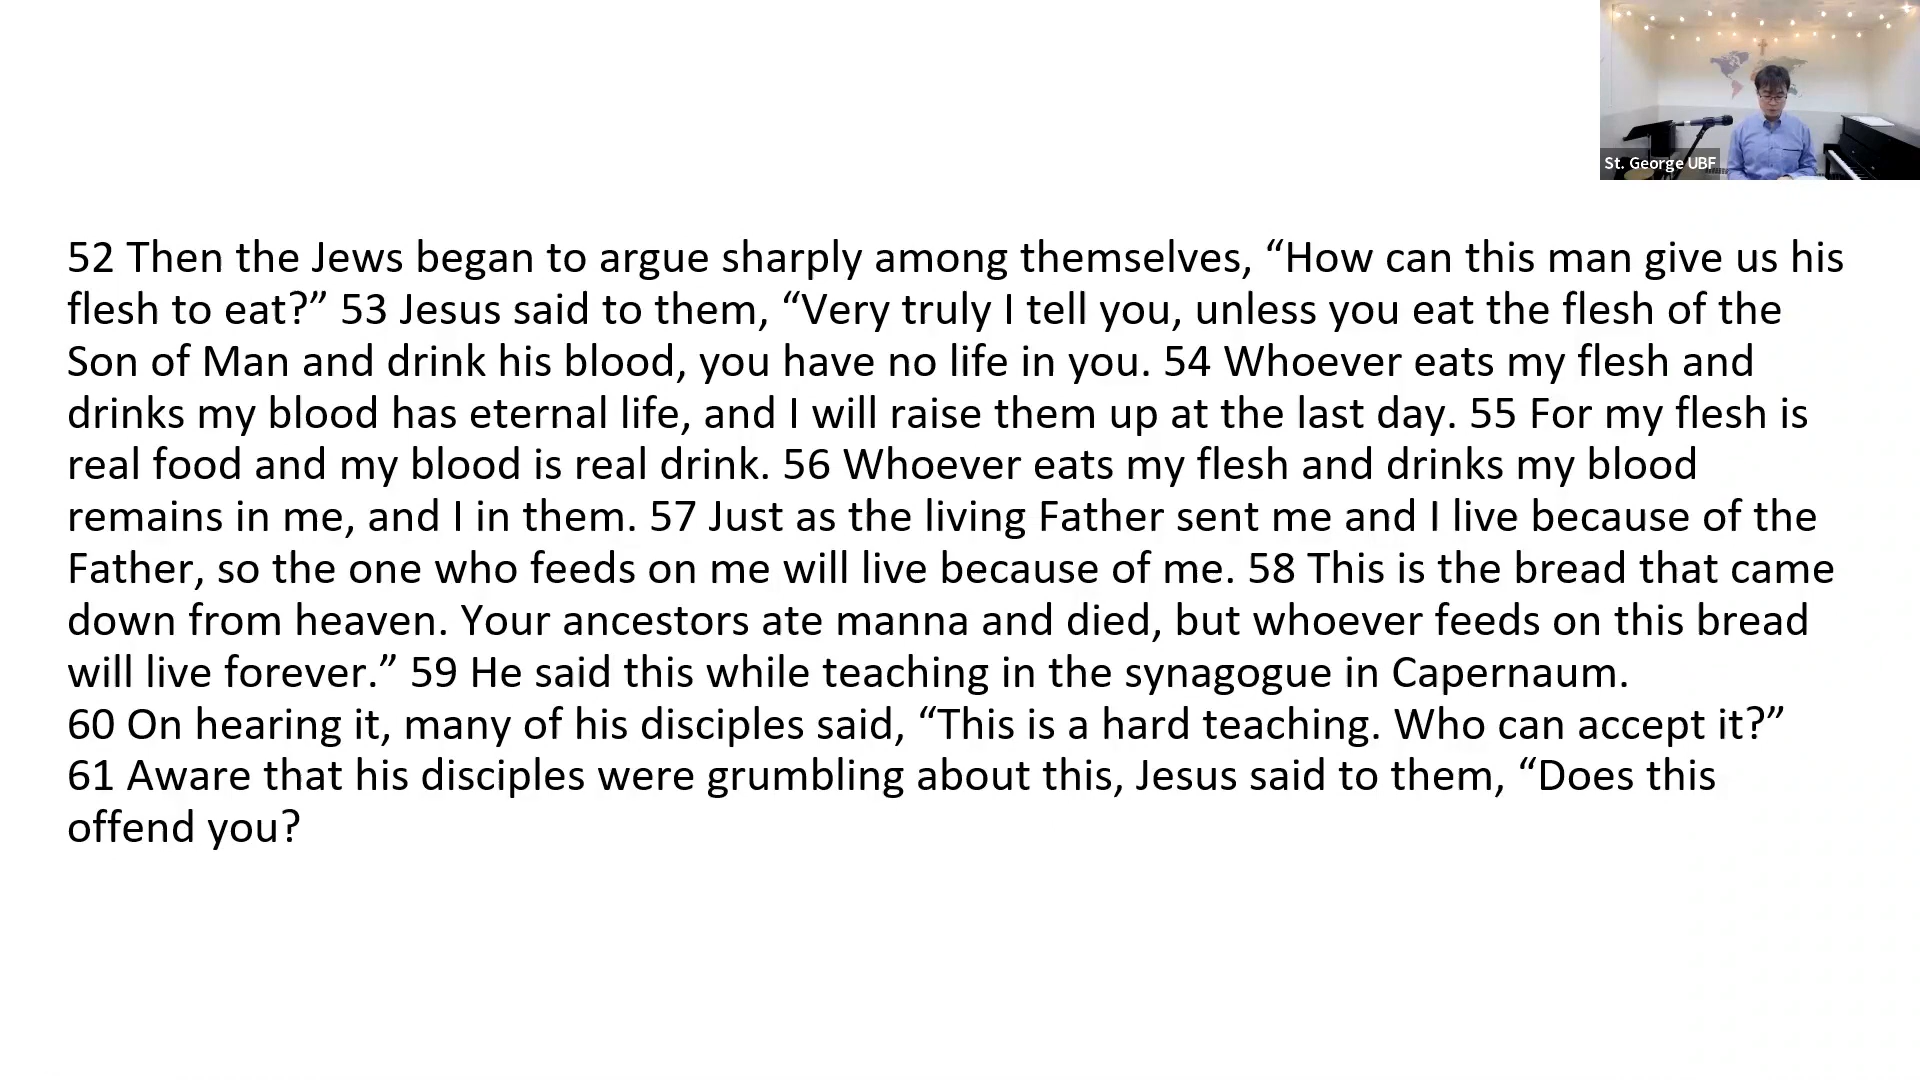 St. George UBF
52 Then the Jews began to argue sharply among themselves, “How can this man give us his
flesh to eat?” 53 Jesus said to them, “Very truly I tell you, unless you eat the flesh of the
Son of Man and drink his blood, you have no life in you. 54 Whoever eats my flesh and
drinks my blood has eternal life, and I will raise them up at the last day. 55 For my flesh is
real food and my blood is real drink. 56 Whoever eats my flesh and drinks my blood
remains in me, and I in them. 57 Just as the living Father sent me and I live because of the
Father, so the one who feeds on me will live because of me. 58 This is the bread that came
down from heaven. Your ancestors ate manna and died, but whoever feeds on this bread
will live forever.” 59 He said this while teaching in the synagogue in Capernaum.
60 On hearing it, many of his disciples said, “This is a hard teaching. Who can accept it?”
61 Aware that his disciples were grumbling about this, Jesus said to them, “Does this
offend you?